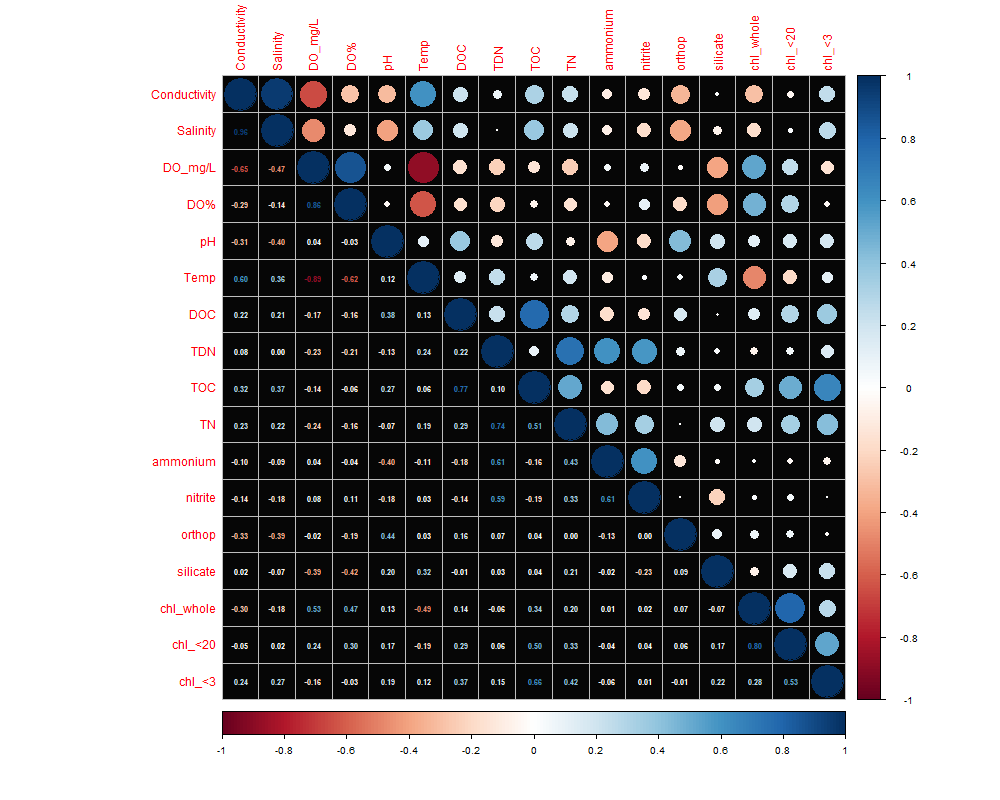 Conductivity Salinity DO_mg/L DO% pH Temp DOC TDN TOC TN ammonium nitrite orthop silicate chl_whole chl_<20 chl_<3
Conductivity
Salinity 0.96
DO_mg/L -0.65 -0.47
DO% -0.29 -0.14 0.86
pH -0.31 -0.40 0.04 -0.03
Temp 0.60 0.36 -0.89 -0.62 0.12
DOC 0.22 0.21 -0.17 -0.16 0.38 0.13
TDN 0.08 0.00 -0.23 -0.21 -0.13 0.24 0.22
TOC 0.32 0.37 -0.14 -0.06 0.27 0.06 0.77 0.10
TN 0.23 0.22 -0.24 -0.16 -0.07 0.19 0.29 0.74 0.51
ammonium -0.10 -0.09 0.04 -0.04 -0.40 -0.11 -0.18 0.61 -0.16 0.43
nitrite -0.14 -0.18 0.08 0.11 -0.18 0.03 -0.14 0.59 -0.19 0.33 0.61
orthop -0.33 -0.39 -0.02 -0.19 0.44 0.03 0.16 0.07 0.04 0.00 -0.13 0.00
silicate 0.02 -0.07 -0.39 -0.42 0.20 0.32 -0.01 0.03 0.04 0.21 -0.02 -0.23 0.09
chl_whole -0.30 -0.18 0.53 0.47 0.13 -0.49 0.14 -0.06 0.34 0.20 0.01 0.02 0.07 -0.07
chl_<20 -0.05 0.02 0.24 0.30 0.17 -0.19 0.29 0.06 0.50 0.33 -0.04 0.04 0.06 0.17 0.80
chl_<3 0.24 0.27 -0.16 -0.03 0.19 0.12 0.37 0.15 0.66 0.42 -0.06 0.01 -0.01 0.22 0.28 0.53
1
0.8
0.6
0.4
0.2
0
-0.2
-0.4
-0.6
-0.8
-1
-1 -0.8 -0.6 -0.4 -0.2 0 0.2 0.4 0.6 0.8 1